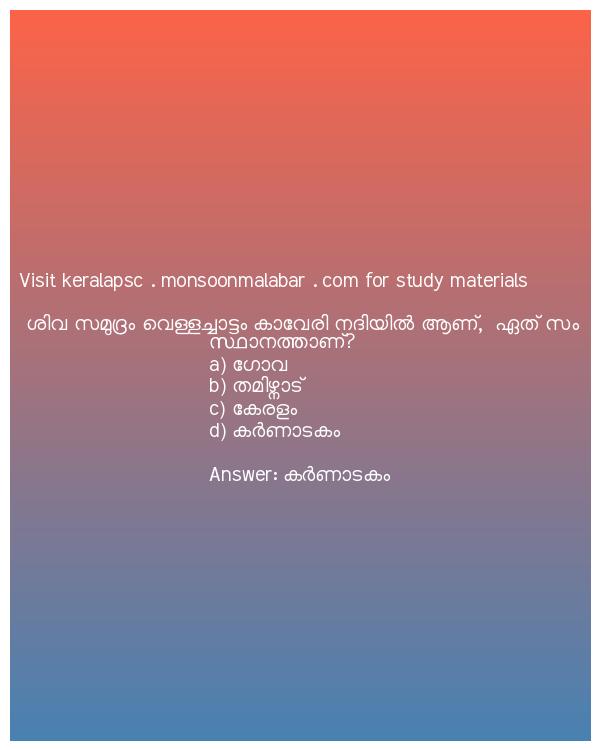 Visit keralapsc . monsoonmalabar . com for study materials
ശിവ സമുദ്രം വെള്ളച്ചാട്ടം കാവേരി നദിയിൽ ആണ്, ഏത് സം
സ്ഥാനത്താണ്?
a) ഗോവ
b) തമിഴ്നാട്
c) കേരളം
d) കർണാടകം
Answer: കർണാടകം